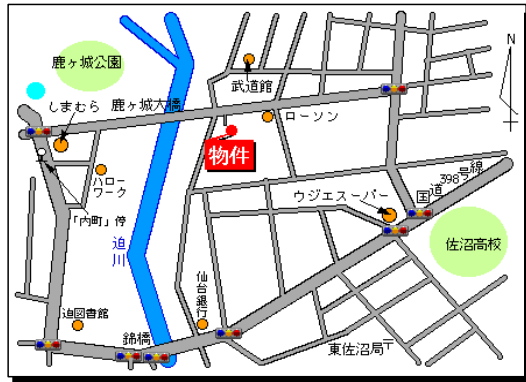 鹿ヶ城公園
武道館
N
しまむら
鹿ヶ城大橋
ローソン
物件
ハロー
ワーク
398号線
国道
ウジエスーパー
「内町」停
迫川
佐沼高校
仙台銀行
迫図書館
錦橋
東佐沼局〒